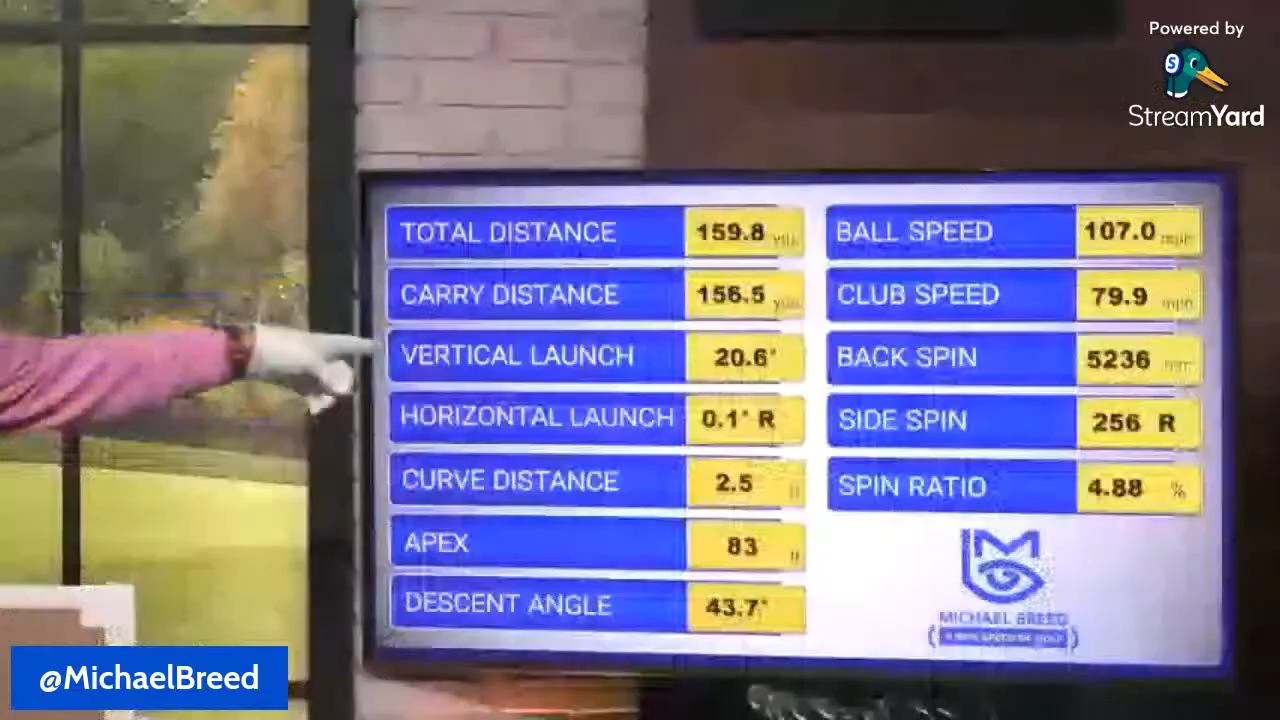 Powered by
S
StreamYard
TOTAL DISTANCE 159.8
CARRY DISTANCE 156.5
VERTICAL LAUNCH 20.6°
HORIZONTAL LAUNCH 0.1° R
CURVE DISTANCE 2.5
APEX 83
DESCENT ANGLE 43.7°
BALL SPEED 107.0 mph
CLUB SPEED 79.9 mph
BACK SPIN 5236
SIDE SPIN 256 R
SPIN RATIO 4.88 %
MICHAEL BREED
@MichaelBreed